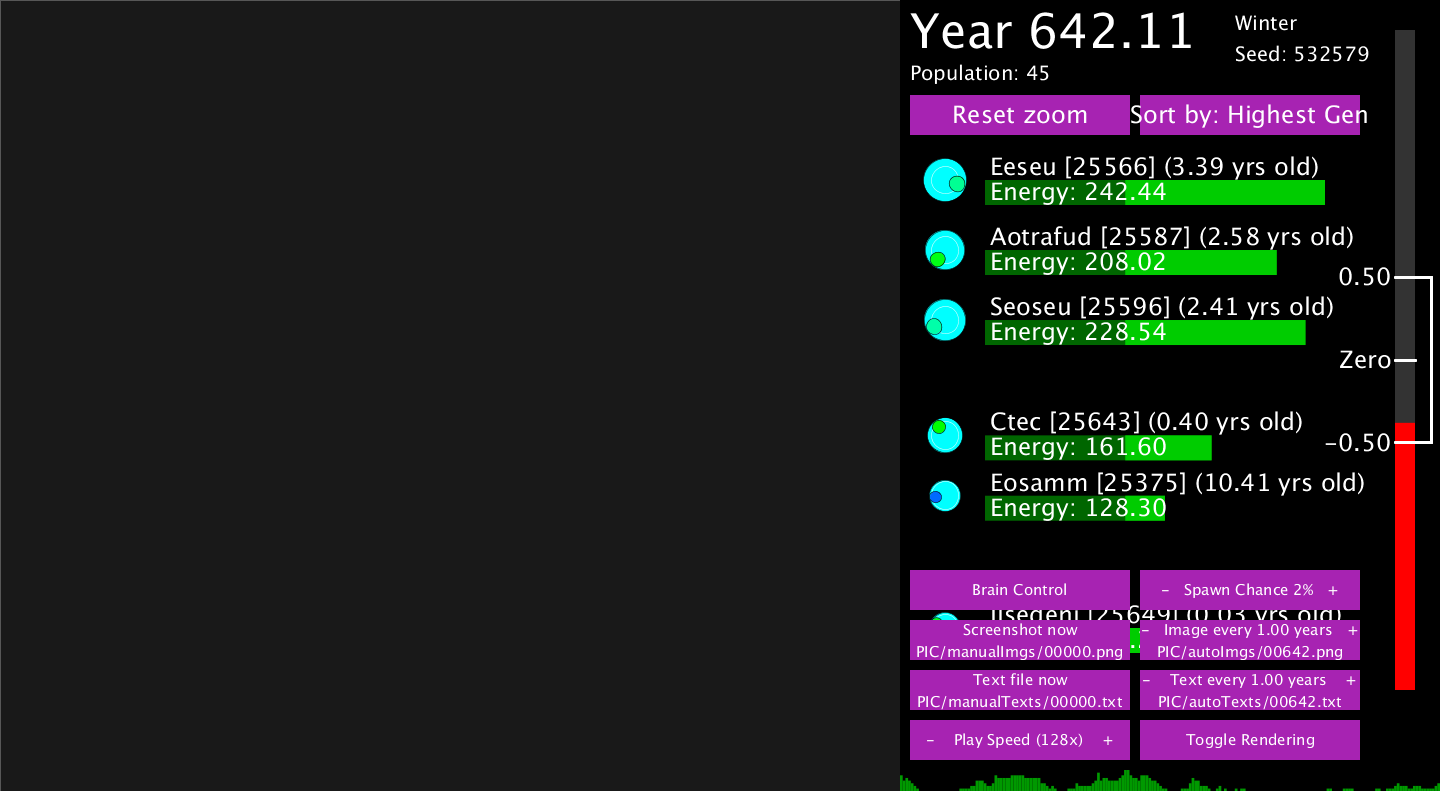 Year 642.11
Winter
Seed: 532579
Population: 45
Reset zoom
Sort by: Highest Gen
Eeseu [25566] (3.39 yrs old)
Energy: 242.44
Aotrafud [25587] (2.58 yrs old)
Energy: 208.02
Seoseu [25596] (2.41 yrs old)
Energy: 228.54
0.50
Zero
Ctec [25643] (0.40 yrs old)
Energy: 161.60
-0.50
Eosamm [25375] (10.41 yrs old)
Energy: 128.30
Brain Control
- Spawn Chance 2% +
[25649] (0.03 yrs old)
Screenshot now
PIC/manualImgs/00000.png
- Image every 1.00 years +
PIC/autoImgs/00642.png
Text file now
PIC/manualTexts/00000.txt
- Text every 1.00 years +
PIC/autoTexts/00642.txt
- Play Speed (128x) +
Toggle Rendering